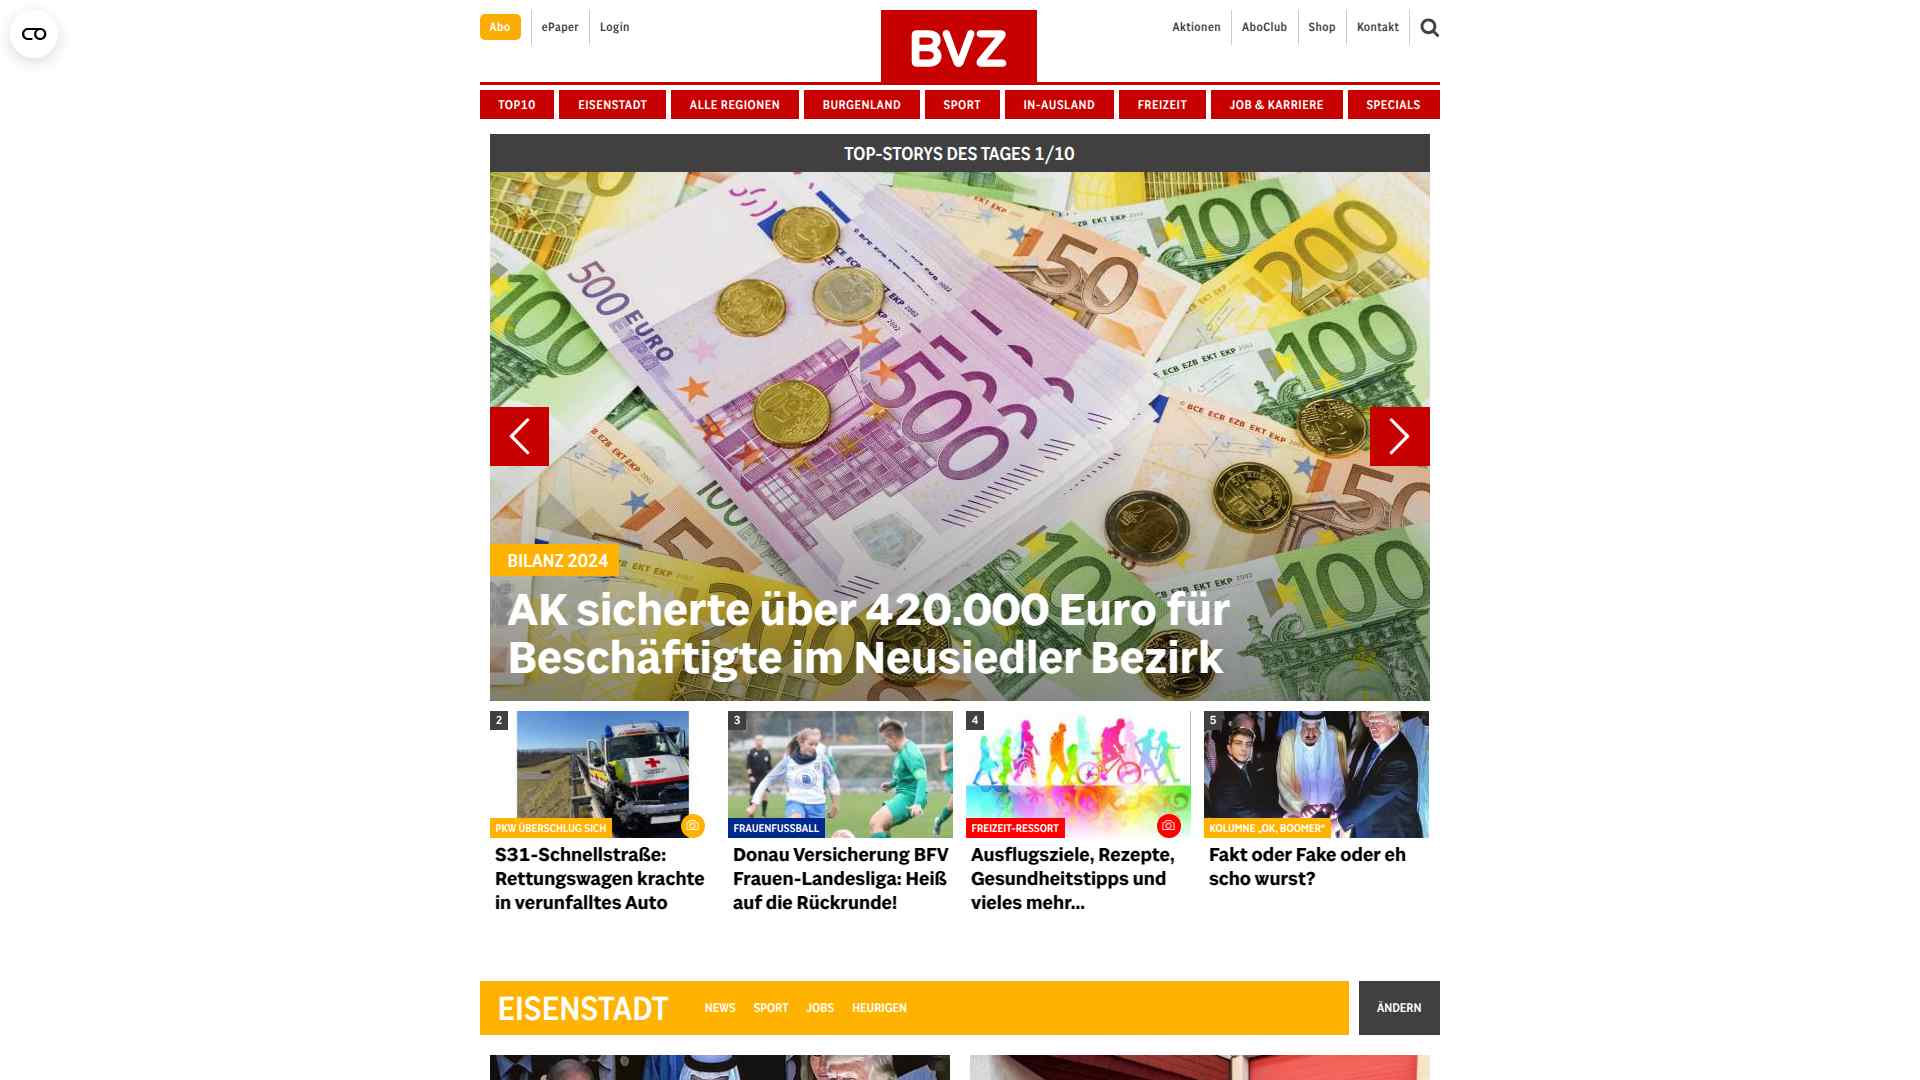 Abo
ePaper
Login
BVZ
Aktionen
AboClub
Shop
Kontakt
TOP10
EISENSTADT
ALLE REGIONEN
BURGENLAND
SPORT
IN-AUSLAND
FREIZEIT
JOB & KARRIERE
SPECIALS
TOP-STORYS DES TAGES 1/10
BILANZ 2024
AK sicherte über 420.000 Euro für
Beschäftigte im Neusiedler Bezirk
2
PKW ÜBERSCHLUG SICH
S31-Schnellstraße:
Rettungswagen krachte
in verunfalltes Auto
3
FRAUENFUSSBALL
Donau Versicherung BFV
Frauen-Landesliga: Heiß
auf die Rückrunde!
4
FREIZEIT-RESSORT
Ausflugsziele, Rezepte,
Gesundheitstipps und
vieles mehr...
5
KOLUMNE „OK, BOOMER“
Fakt oder Fake oder eh
scho wurst?
EISENSTADT
NEWS
SPORT
JOBS
HEURIGEN
ÄNDERN